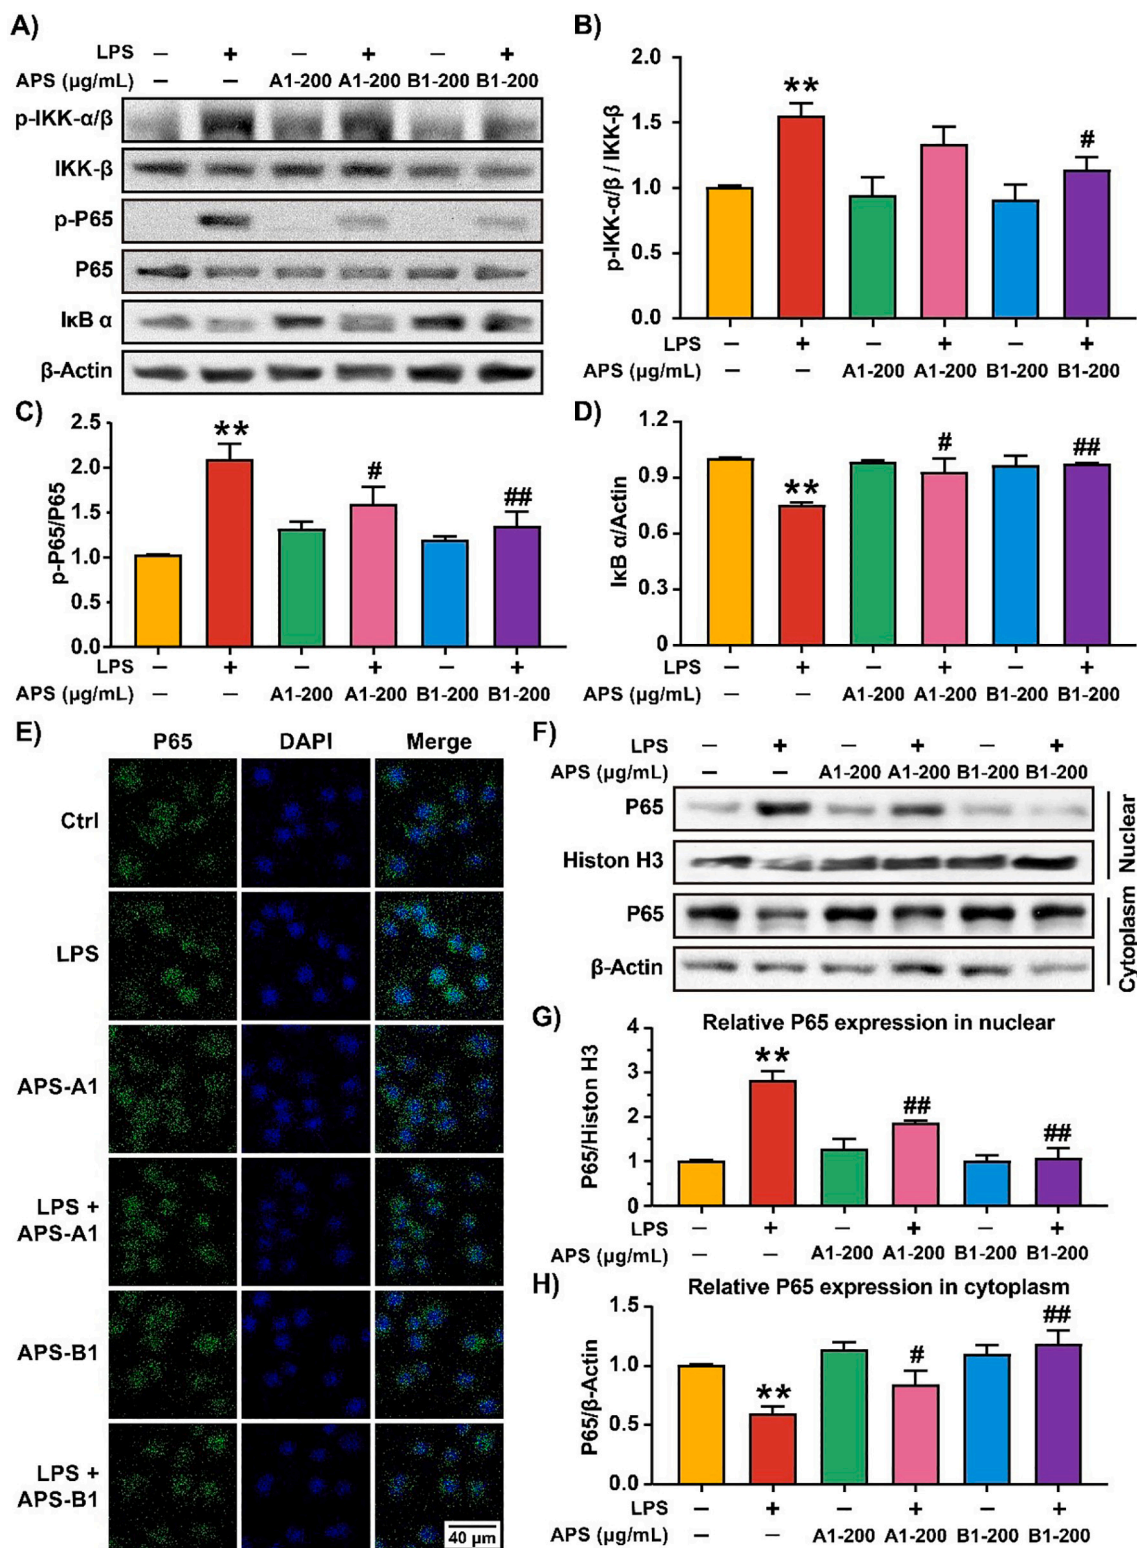 A)
LPS – + – + – +
APS (µg/mL) – – A1-200 A1-200 B1-200 B1-200
p-IKK-α/β
IKK-β
p-P65
P65
IκB α
β-Actin
B)
p-IKK-α/β / IKK-β
2.0
1.5
1.0
0.5
0.0
**
#
LPS – + – + – +
APS (µg/mL) – – A1-200 A1-200 B1-200 B1-200
C)
p-P65/P65
2.5
2.0
1.5
1.0
0.5
0.0
**
#
##
LPS – + – + – +
APS (µg/mL) – – A1-200 A1-200 B1-200 B1-200
D)
IκB α/Actin
1.2
0.9
0.6
0.3
0
**
#
##
LPS – + – + – +
APS (µg/mL) – – A1-200 A1-200 B1-200 B1-200
E)
P65 DAPI Merge
Ctrl
LPS
APS-A1
LPS +
APS-A1
APS-B1
LPS +
APS-B1
40 µm
F)
LPS – + – + – +
APS (µg/mL) – – A1-200 A1-200 B1-200 B1-200
P65
Histon H3
Nuclear
P65
β-Actin
Cytoplasm
G)
Relative P65 expression in nuclear
P65/Histon H3
4
3
2
1
0
**
##
##
LPS – + – + – +
APS (µg/mL) – – A1-200 A1-200 B1-200 B1-200
H)
Relative P65 expression in cytoplasm
P65/β-Actin
1.5
1.0
0.5
0.0
**
#
##
LPS – + – + – +
APS (µg/mL) – – A1-200 A1-200 B1-200 B1-200